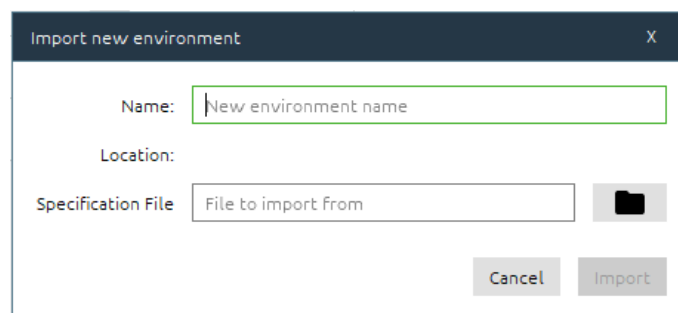 Import new environment X
Name: New environment name
Location:
Specification File File to import from
Cancel Import